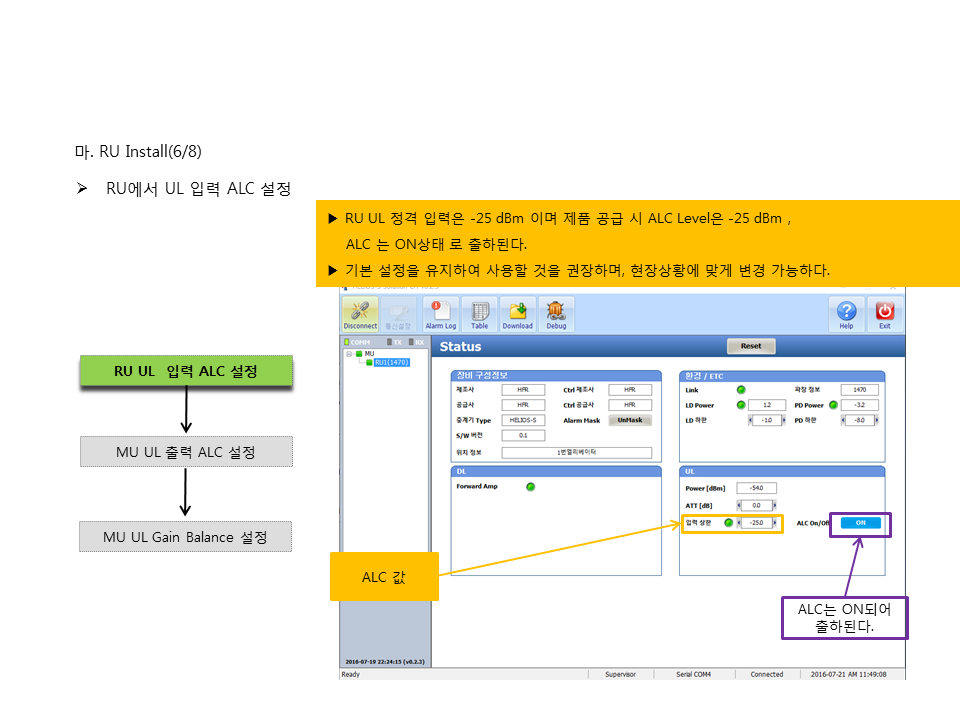 마. RU Install(6/8)
➢ RU에서 UL 입력 ALC 설정
▶ RU UL 정격 입력은 -25 dBm 이며 제품 공급 시 ALC Level은 -25 dBm ,
ALC 는 ON상태 로 출하된다.
▶ 기본 설정을 유지하여 사용할 것을 권장하며, 현장상황에 맞게 변경 가능하다.
RU UL 입력 ALC 설정
MU UL 출력 ALC 설정
MU UL Gain Balance 설정
Disconnect 통신설정 Alarm Log Table Download Debug Help Exit
COMM TX RX
MU
RU1(1470)
Status Reset
장비 구성정보
제조사 HFR Ctrl 제조사 HFR
공급사 HFR Ctrl 공급사 HFR
중계기 Type HELIOS-S Alarm Mask UnMask
S/W 버전 0.1
위치 정보 1번엘리베이터
환경 / ETC
Link 파장 정보 1470
LD Power 1.2 PD Power -3.2
LD 하한 -1.0 PD 하한 -8.0
DL
Forward Amp
UL
Power [dBm] -54.0
ATT [dB] 0.0
입력 상한 -25.0 ALC On/Off ON
ALC 값
ALC는 ON되어
출하된다.
2016-07-19 22:24:15 (v0.2.3)
Ready Supervisor Serial COM4 Connected 2016-07-21 AM 11:49:08